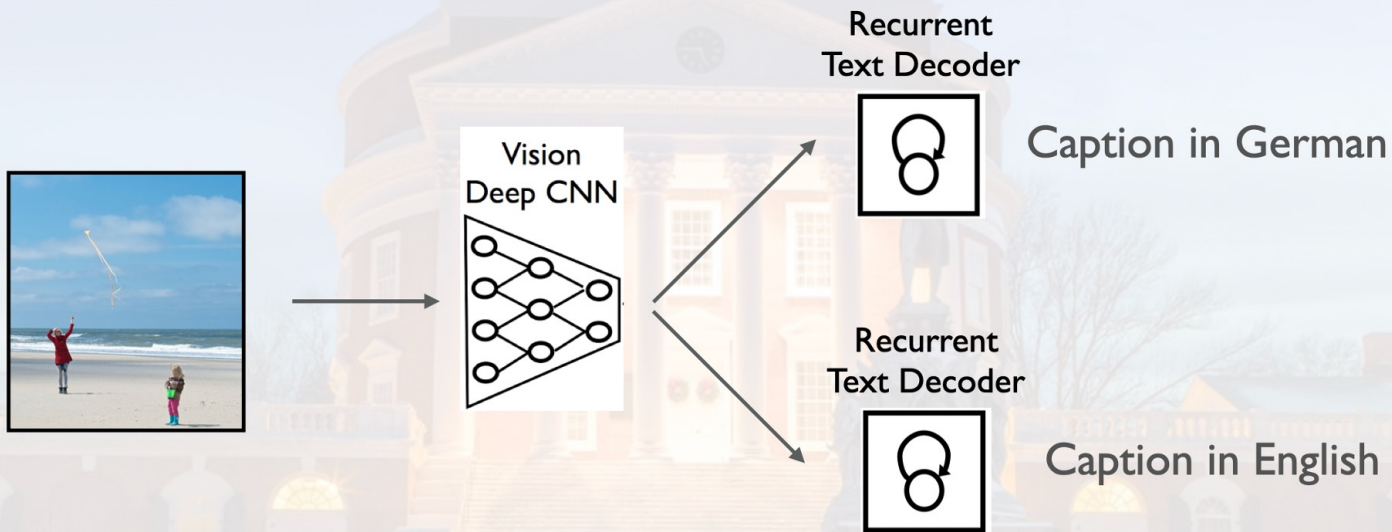 Recurrent
Text Decoder
Caption in German
Vision
Deep CNN
Recurrent
Text Decoder
Caption in English